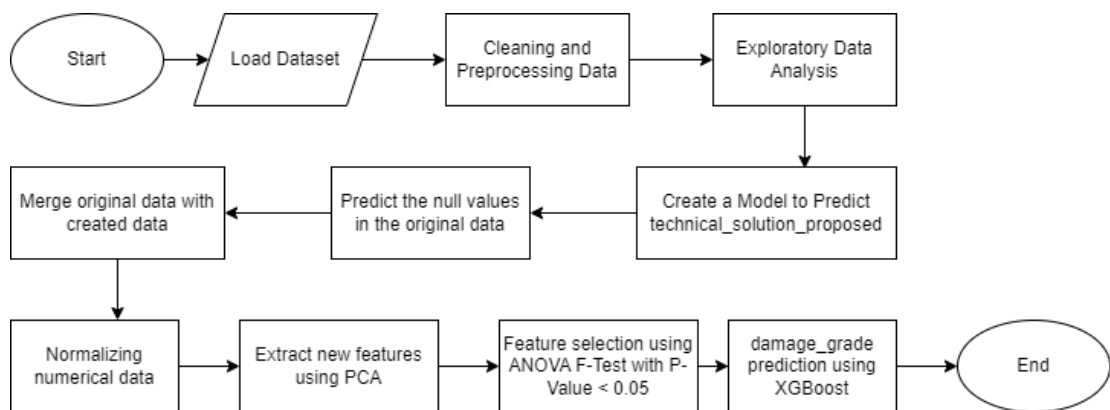 Start
Load Dataset
Cleaning and
Preprocessing Data
Exploratory Data
Analysis
Create a Model to Predict
technical_solution_proposed
Predict the null values
in the original data
Merge original data with
created data
Normalizing
numerical data
Extract new features
using PCA
Feature selection using
ANOVA F-Test with P-
Value < 0.05
damage_grade
prediction using
XGBoost
End